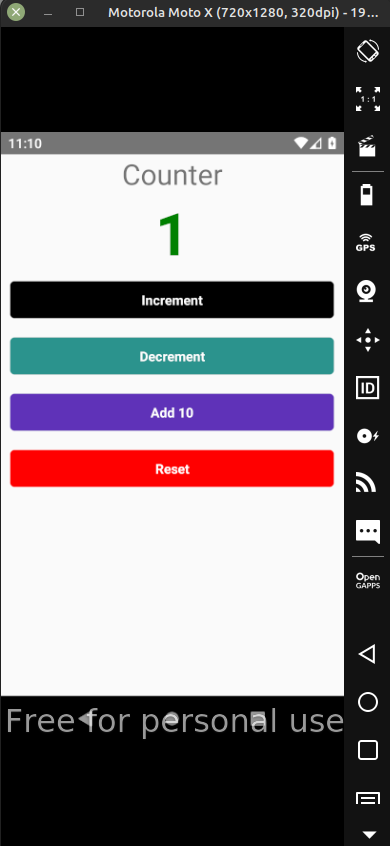 Motorola Moto X (720x1280, 320dpi) - 19...
11:10
Counter
1
Increment
Decrement
Add 10
Reset
Free for personal use
1:1
GPS
ID
Open
GAPPS